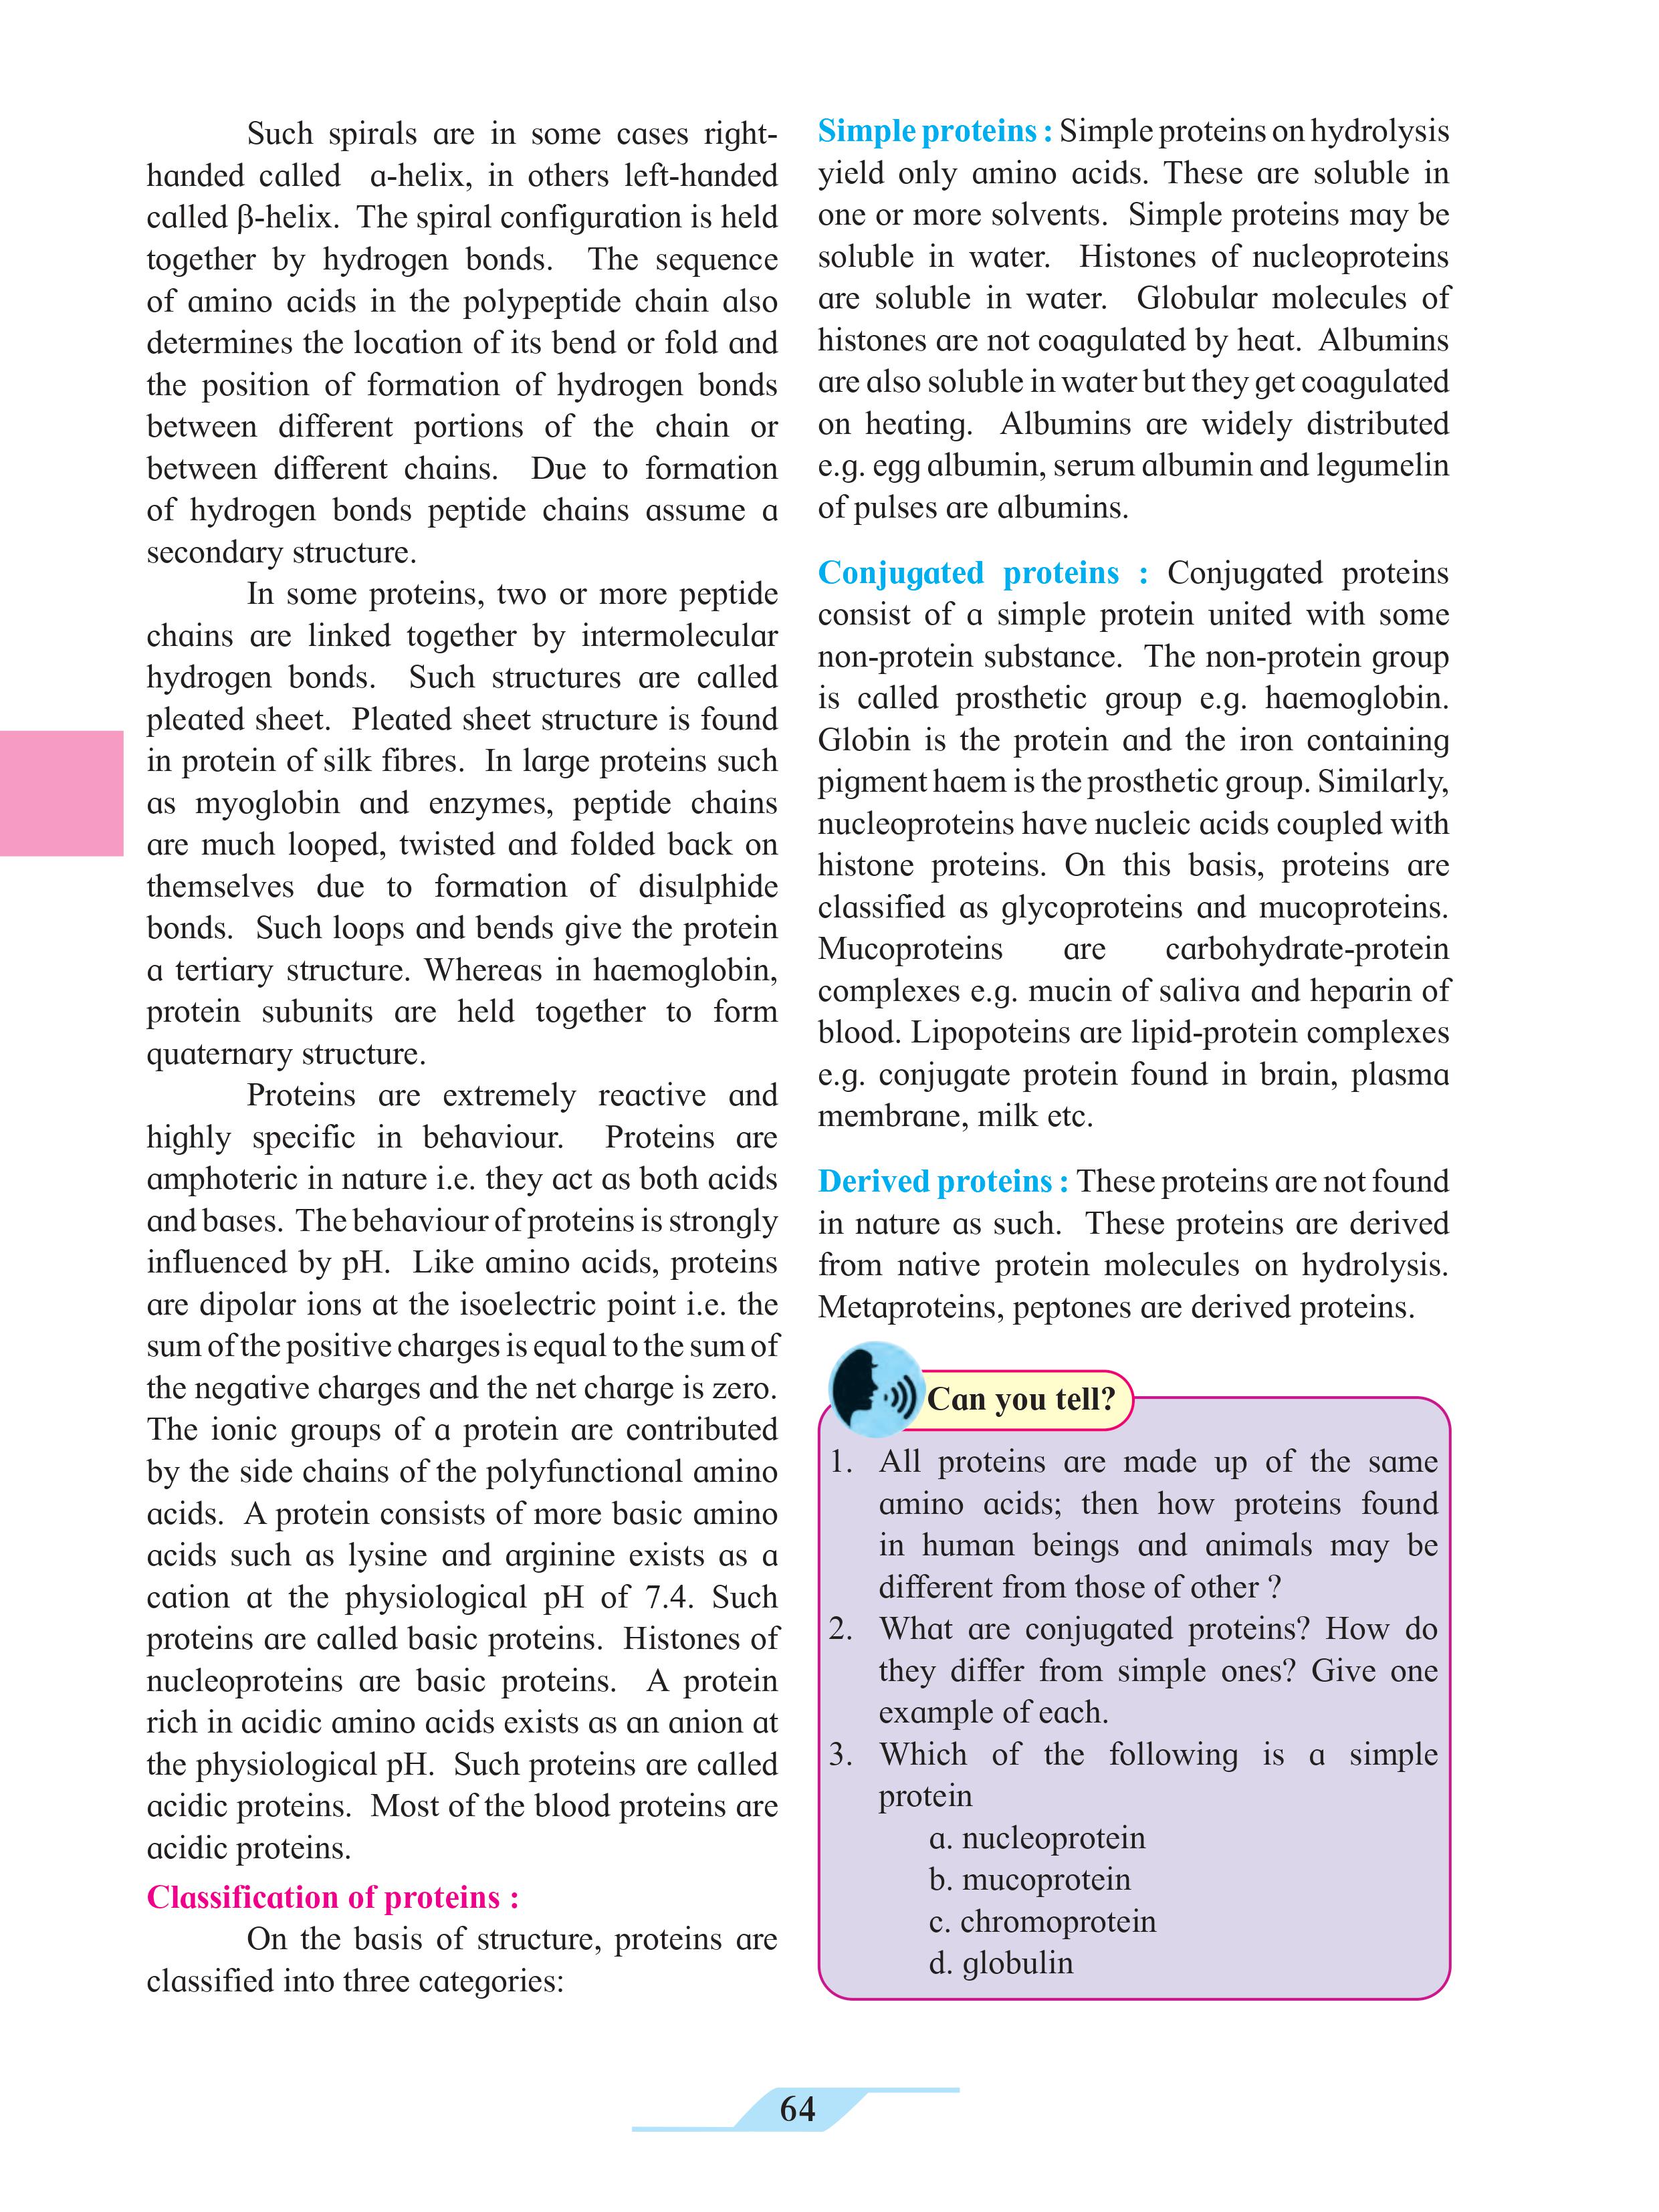 Such spirals are in some cases right-
handed called α-helix, in others left-handed
called β-helix. The spiral configuration is held
together by hydrogen bonds. The sequence
of amino acids in the polypeptide chain also
determines the location of its bend or fold and
the position of formation of hydrogen bonds
between different portions of the chain or
between different chains. Due to formation
of hydrogen bonds peptide chains assume a
secondary structure.
In some proteins, two or more peptide
chains are linked together by intermolecular
hydrogen bonds. Such structures are called
pleated sheet. Pleated sheet structure is found
in protein of silk fibres. In large proteins such
as myoglobin and enzymes, peptide chains
are much looped, twisted and folded back on
themselves due to formation of disulphide
bonds. Such loops and bends give the protein
a tertiary structure. Whereas in haemoglobin,
protein subunits are held together to form
quaternary structure.
Proteins are extremely reactive and
highly specific in behaviour. Proteins are
amphoteric in nature i.e. they act as both acids
and bases. The behaviour of proteins is strongly
influenced by pH. Like amino acids, proteins
are dipolar ions at the isoelectric point i.e. the
sum of the positive charges is equal to the sum of
the negative charges and the net charge is zero.
The ionic groups of a protein are contributed
by the side chains of the polyfunctional amino
acids. A protein consists of more basic amino
acids such as lysine and arginine exists as a
cation at the physiological pH of 7.4. Such
proteins are called basic proteins. Histones of
nucleoproteins are basic proteins. A protein
rich in acidic amino acids exists as an anion at
the physiological pH. Such proteins are called
acidic proteins. Most of the blood proteins are
acidic proteins.
Classification of proteins :
On the basis of structure, proteins are
classified into three categories:
Simple proteins : Simple proteins on hydrolysis
yield only amino acids. These are soluble in
one or more solvents. Simple proteins may be
soluble in water. Histones of nucleoproteins
are soluble in water. Globular molecules of
histones are not coagulated by heat. Albumins
are also soluble in water but they get coagulated
on heating. Albumins are widely distributed
e.g. egg albumin, serum albumin and legumelin
of pulses are albumins.
Conjugated proteins : Conjugated proteins
consist of a simple protein united with some
non-protein substance. The non-protein group
is called prosthetic group e.g. haemoglobin.
Globin is the protein and the iron containing
pigment haem is the prosthetic group. Similarly,
nucleoproteins have nucleic acids coupled with
histone proteins. On this basis, proteins are
classified as glycoproteins and mucoproteins.
Mucoproteins are carbohydrate-protein
complexes e.g. mucin of saliva and heparin of
blood. Lipopoteins are lipid-protein complexes
e.g. conjugate protein found in brain, plasma
membrane, milk etc.
Derived proteins : These proteins are not found
in nature as such. These proteins are derived
from native protein molecules on hydrolysis.
Metaproteins, peptones are derived proteins.
Can you tell?
1. All proteins are made up of the same
amino acids; then how proteins found
in human beings and animals may be
different from those of other ?
2. What are conjugated proteins? How do
they differ from simple ones? Give one
example of each.
3. Which of the following is a simple
protein
a. nucleoprotein
b. mucoprotein
c. chromoprotein
d. globulin
64